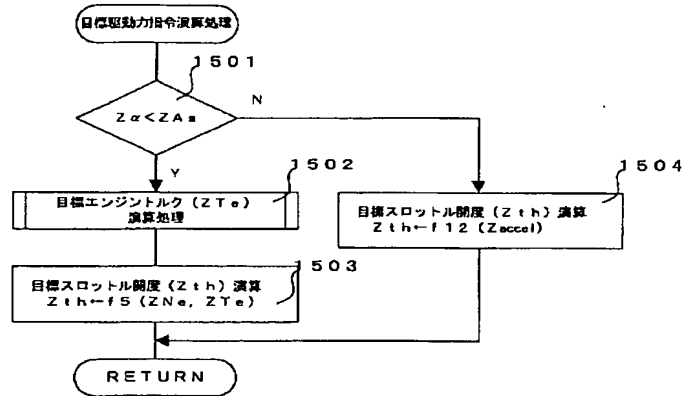 目標駆動力指令演算処理
1501
Zα<ZAs
N
Y
1502
目標エンジントルク (ZTe)
演算処理
1503
目標スロットル開度 (Zth) 演算
Zth←f5 (ZNe, ZTe)
1504
目標スロットル開度 (Zth) 演算
Zth←f12 (Zaccel)
RETURN